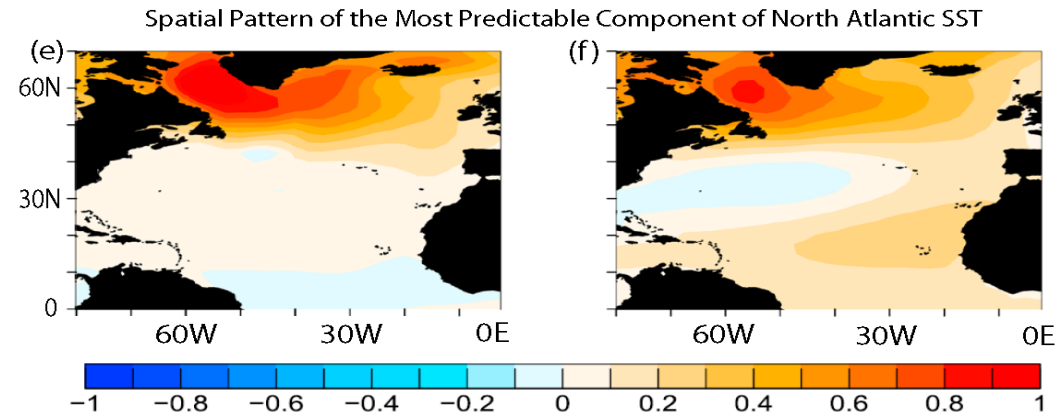 Spatial Pattern of the Most Predictable Component of North Atlantic SST
(e) (f)
60N
30N
0
60W 30W 0E 60W 30W 0E
−1 −0.8 −0.6 −0.4 −0.2 0 0.2 0.4 0.6 0.8 1